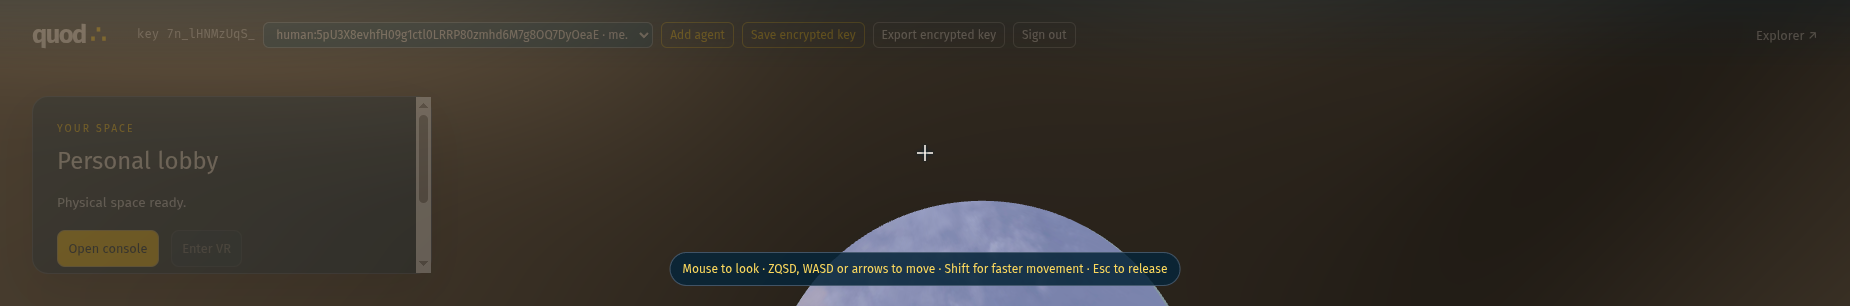 quod
key 7n_lHNMzUqS_
human:5pU3X8evhfH09g1ctl0LRRP80zmhd6M7g8OQ7DyOeaE · me.
Add agent
Save encrypted key
Export encrypted key
Sign out
Explorer ↗
YOUR SPACE
Personal lobby
Physical space ready.
Open console
Enter VR
Mouse to look · ZQSD, WASD or arrows to move · Shift for faster movement · Esc to release